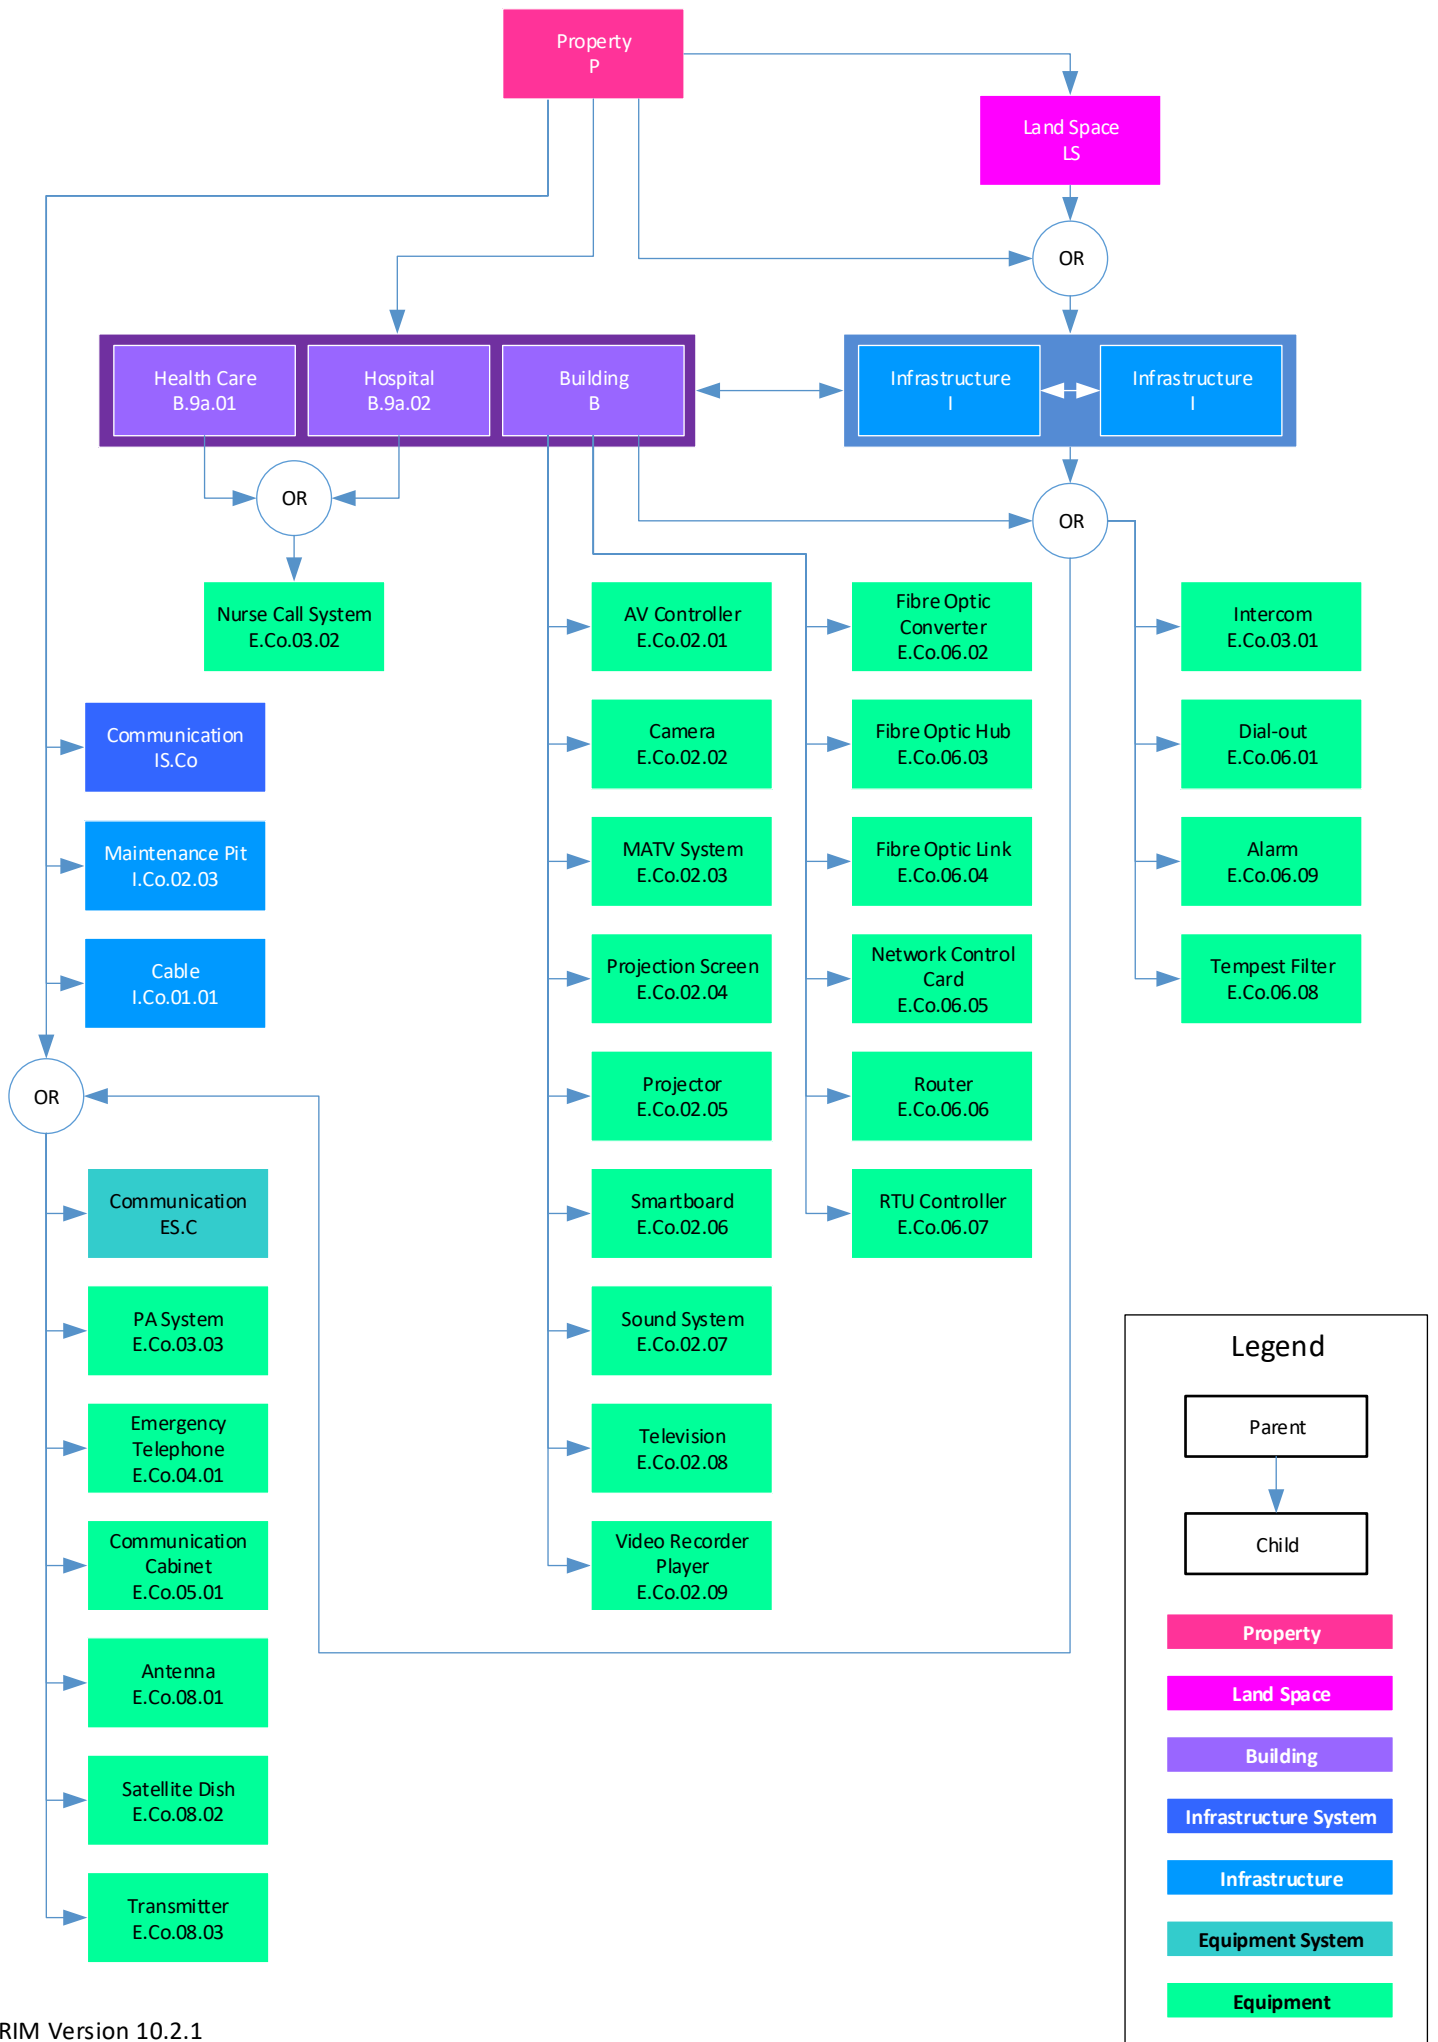 Property
P
Land Space
LS
OR
Health Care
B.9a.01
Hospital
B.9a.02
Building
B
Infrastructure
I
Infrastructure
I
OR
OR
Nurse Call System
E.Co.03.02
AV Controller
E.Co.02.01
Fibre Optic
Converter
E.Co.06.02
Intercom
E.Co.03.01
Communication
IS.Co
Camera
E.Co.02.02
Fibre Optic Hub
E.Co.06.03
Dial-out
E.Co.06.01
Maintenance Pit
I.Co.02.03
MATV System
E.Co.02.03
Fibre Optic Link
E.Co.06.04
Alarm
E.Co.06.09
Cable
I.Co.01.01
Projection Screen
E.Co.02.04
Network Control
Card
E.Co.06.05
Tempest Filter
E.Co.06.08
OR
Projector
E.Co.02.05
Router
E.Co.06.06
Communication
ES.C
Smartboard
E.Co.02.06
RTU Controller
E.Co.06.07
PA System
E.Co.03.03
Sound System
E.Co.02.07
Emergency
Telephone
E.Co.04.01
Television
E.Co.02.08
Communication
Cabinet
E.Co.05.01
Video Recorder
Player
E.Co.02.09
Antenna
E.Co.08.01
Satellite Dish
E.Co.08.02
Transmitter
E.Co.08.03
Legend
Parent
Child
Property
Land Space
Building
Infrastructure System
Infrastructure
Equipment System
Equipment
RIM Version 10.2.1